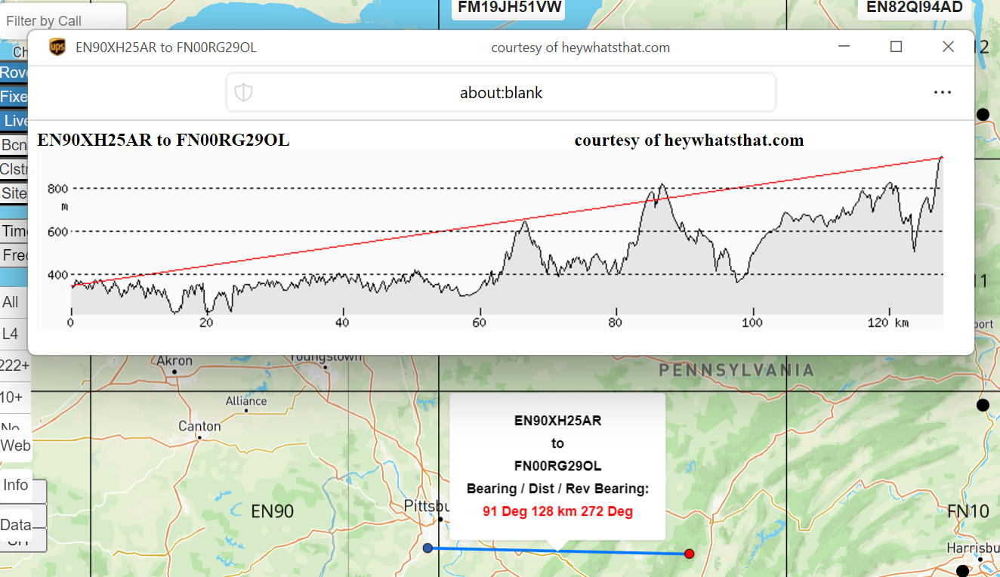 FM19JH51VW
EN82QI94AD
Filter by Call
Ch
ups
EN90XH25AR to FN00RG29OL
courtesy of heywhatsthat.com
12
Rove
Fixe
about:blank
Live
Bcn
EN90XH25AR to FN00RG29OL
courtesy of heywhatsthat.com
Clstr
Site
800
m
Time
600
Fred
400
11
All
0
20
40
60
80
100
120 km
port
L4
222+
Akron
Youngstown
PENNSYLVANIA
10+
Alliance
EN90XH25AR
to
FN00RG29OL
No
Canton
Web
Info
Bearing / Dist / Rev Bearing:
91 Deg 128 km 272 Deg
EN90
Pittsbu
FN10
Data
Harrisbu